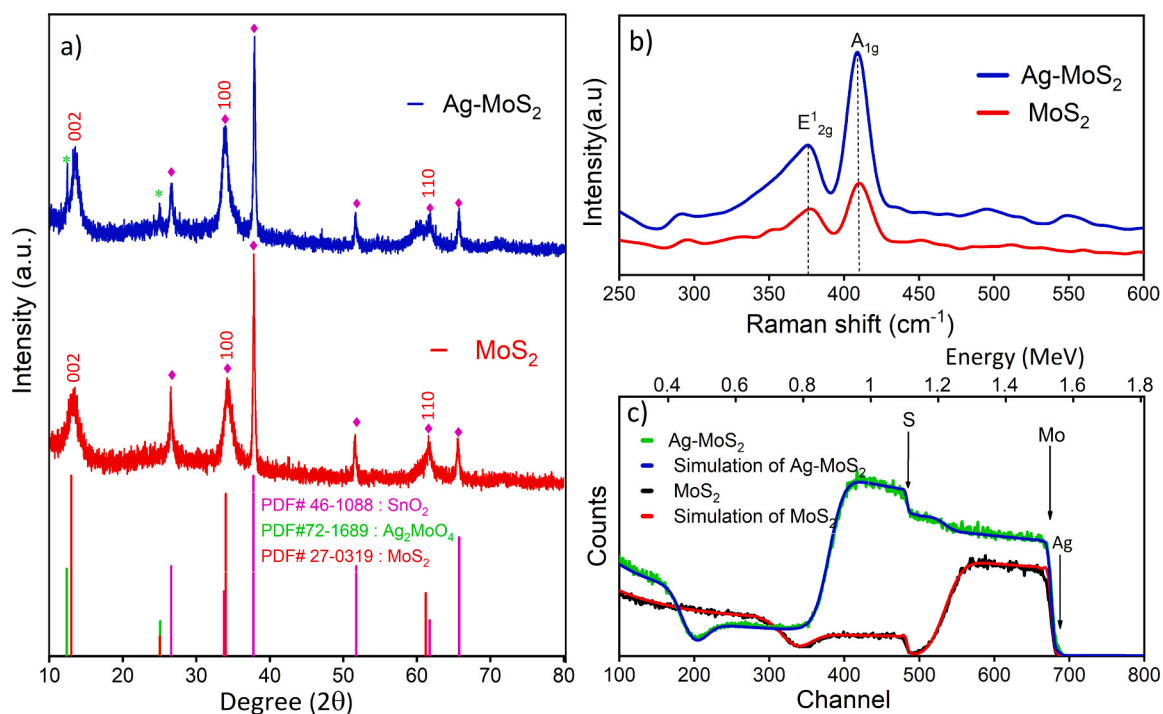 a)
Ag-MoS₂
*
002
*
100
110
MoS₂
002
100
110
PDF# 46-1088 : SnO₂
PDF#72-1689 : Ag₂MoO₄
PDF# 27-0319 : MoS₂
Intensity (a.u.)
10 20 30 40 50 60 70 80
Degree (2θ)
b)
E¹₂g
A₁g
Ag-MoS₂
MoS₂
Intensity(a.u)
250 300 350 400 450 500 550 600
Raman shift (cm⁻¹)
Energy (MeV)
0.4 0.6 0.8 1 1.2 1.4 1.6 1.8
c)
Ag-MoS₂
Simulation of Ag-MoS₂
MoS₂
Simulation of MoS₂
S
Mo
Ag
Counts
100 200 300 400 500 600 700 800
Channel